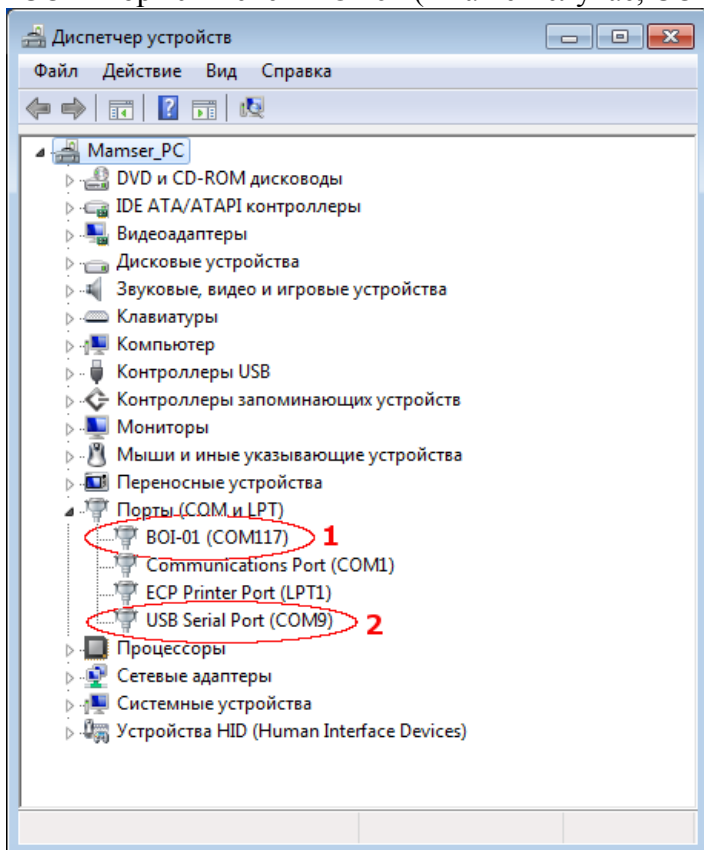 Диспетчер устройств
Файл Действие Вид Справка
Mamser_PC
DVD и CD-ROM дисководы
IDE ATA/ATAPI контроллеры
Видеоадаптеры
Дисковые устройства
Звуковые, видео и игровые устройства
Клавиатуры
Компьютер
Контроллеры USB
Контроллеры запоминающих устройств
Мониторы
Мыши и иные указывающие устройства
Переносные устройства
Порты (COM и LPT)
BOI-01 (COM117) 1
Communications Port (COM1)
ECP Printer Port (LPT1)
USB Serial Port (COM9) 2
Процессоры
Сетевые адаптеры
Системные устройства
Устройства HID (Human Interface Devices)